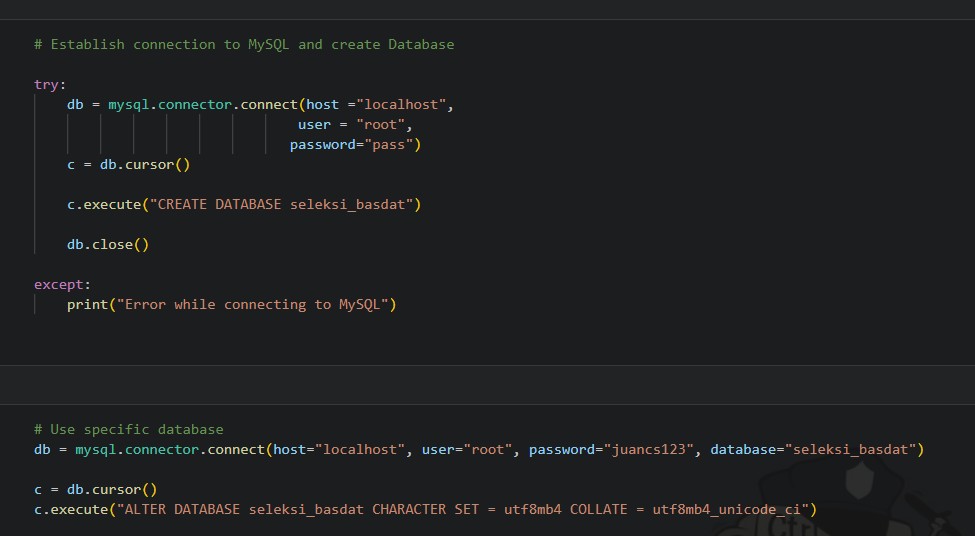 # Establish connection to MySQL and create Database
try:
db = mysql.connector.connect(host ="localhost",
user = "root",
password="pass")
c = db.cursor()
c.execute("CREATE DATABASE seleksi_basdat")
db.close()
except:
print("Error while connecting to MySQL")
# Use specific database
db = mysql.connector.connect(host="localhost", user="root", password="juancs123", database="seleksi_basdat")
c = db.cursor()
c.execute("ALTER DATABASE seleksi_basdat CHARACTER SET = utf8mb4 COLLATE = utf8mb4_unicode_ci")